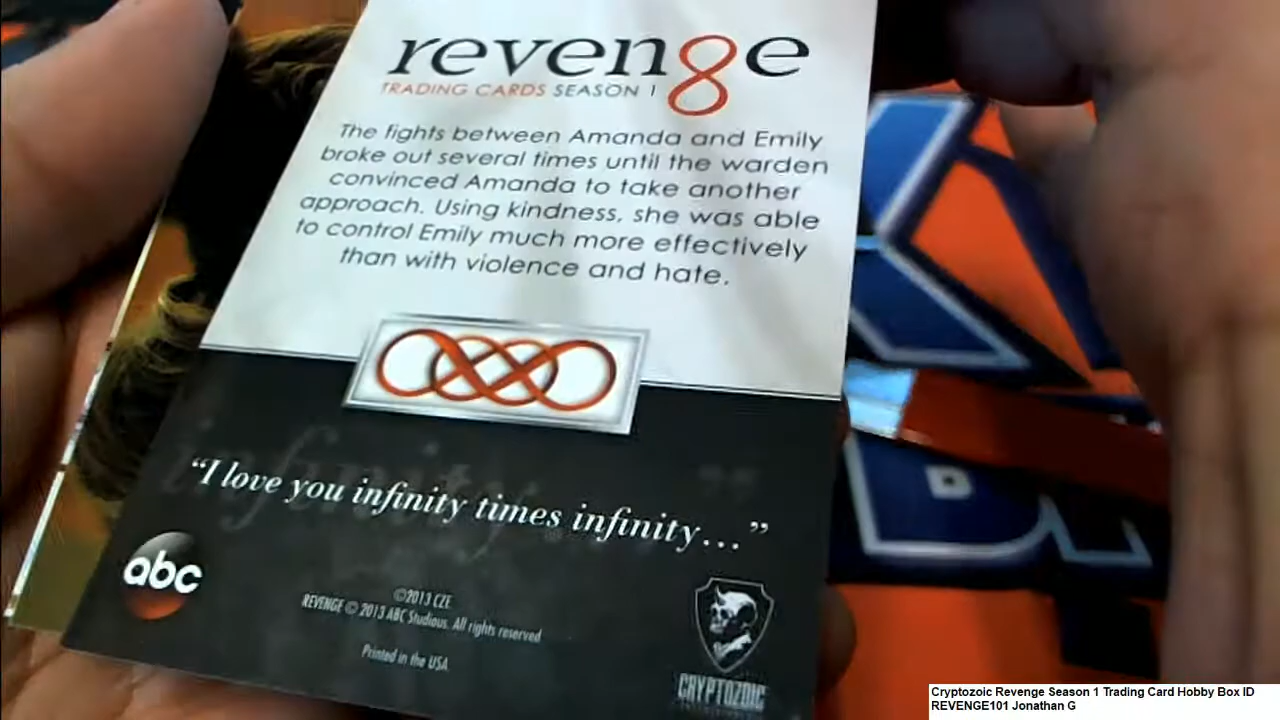 revenge
TRADING CARDS SEASON 1
The fights between Amanda and Emily
broke out several times until the warden
convinced Amanda to take another
approach. Using kindness, she was able
to control Emily much more effectively
than with violence and hate.
“I love you infinity times infinity...”
abc
©2013 CZE
REVENGE © 2013 ABC Studious. All rights reserved
Printed in the USA
CRYPTOZOIC
Cryptozoic Revenge Season 1 Trading Card Hobby Box ID
REVENGE101 Jonathan G